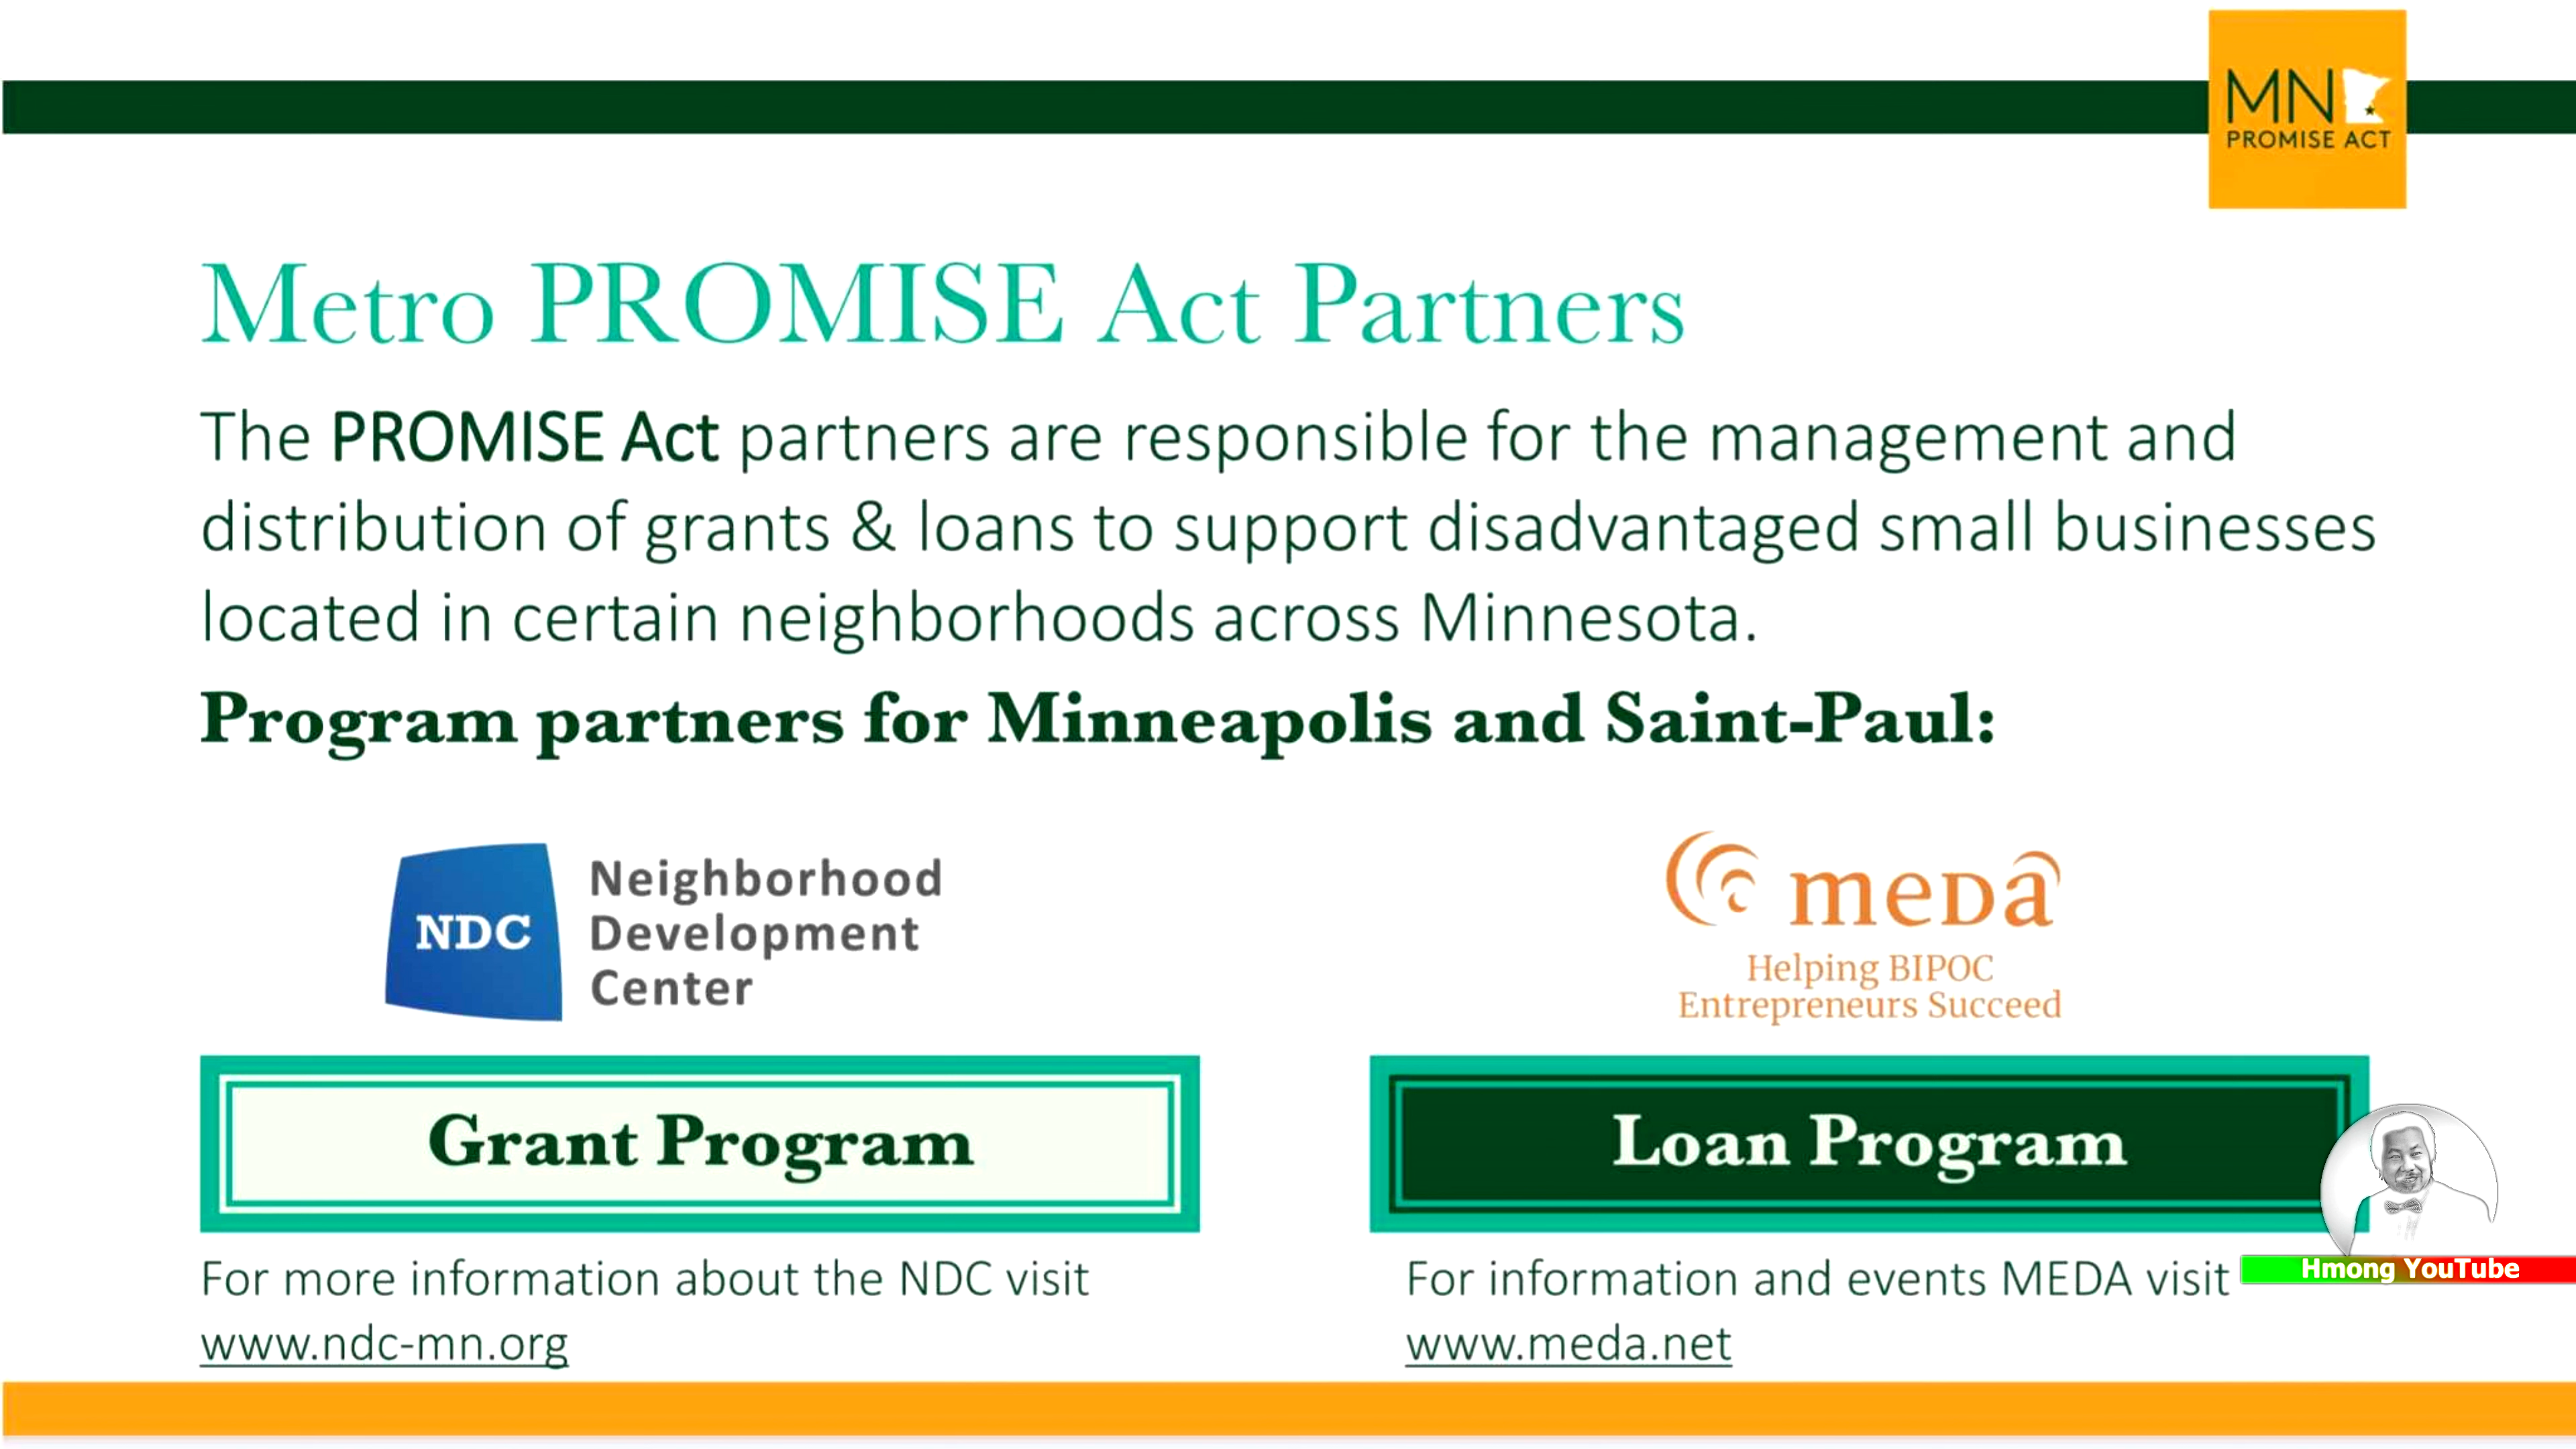 MN
PROMISE ACT
Metro PROMISE Act Partners
The PROMISE Act partners are responsible for the management and
distribution of grants & loans to support disadvantaged small businesses
located in certain neighborhoods across Minnesota.
Program partners for Minneapolis and Saint-Paul:
NDC
Neighborhood
Development
Center
meda
Helping BIPOC
Entrepreneurs Succeed
Grant Program
Loan Program
For more information about the NDC visit
www.ndc-mn.org
For information and events MEDA visit
www.meda.net
Hmong YouTube